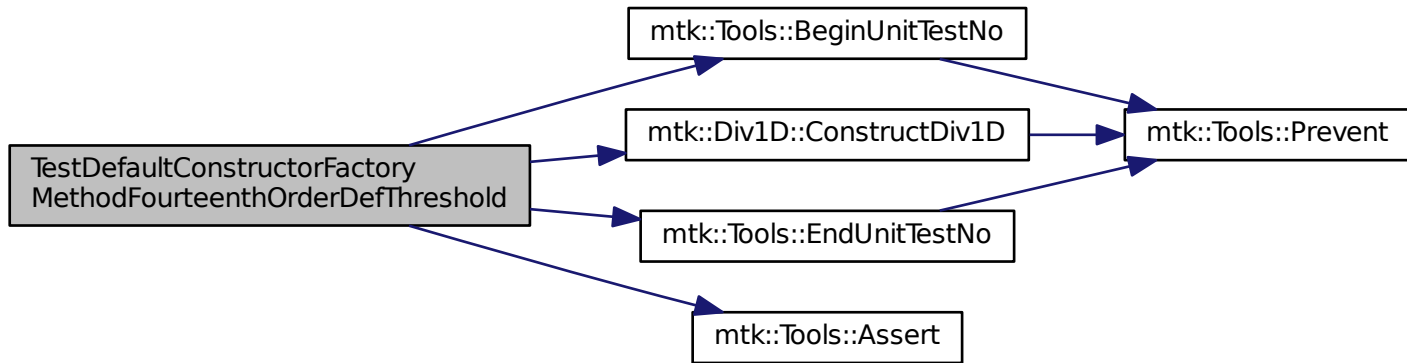 mtk::Tools::BeginUnitTestNo
mtk::Div1D::ConstructDiv1D
mtk::Tools::Prevent
TestDefaultConstructorFactory
MethodFourteenthOrderDefThreshold
mtk::Tools::EndUnitTestNo
mtk::Tools::Assert